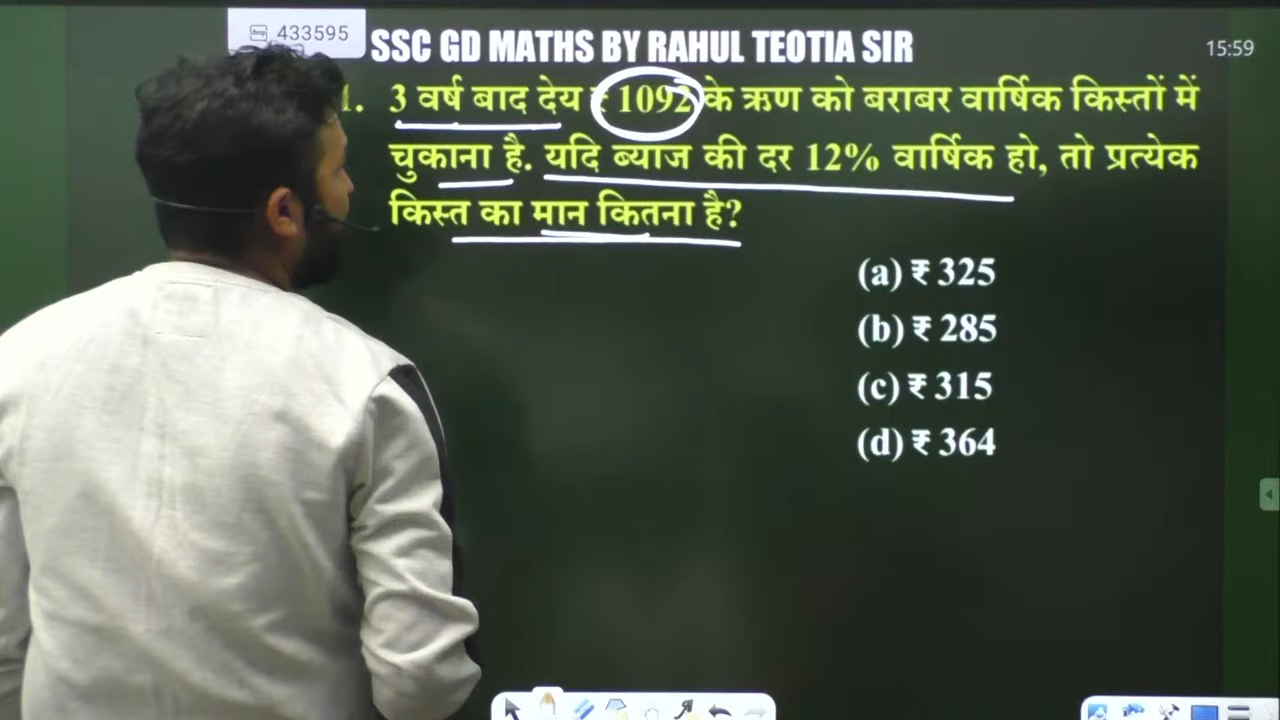 433595
SSC GD MATHS BY RAHUL TEOTIA SIR
15:59
1. 3 वर्ष बाद देय ₹ 1092 के ऋण को बराबर वार्षिक किस्तों में
चुकाना है. यदि ब्याज की दर 12% वार्षिक हो, तो प्रत्येक
किस्त का मान कितना है?
(a) ₹ 325
(b) ₹ 285
(c) ₹ 315
(d) ₹ 364